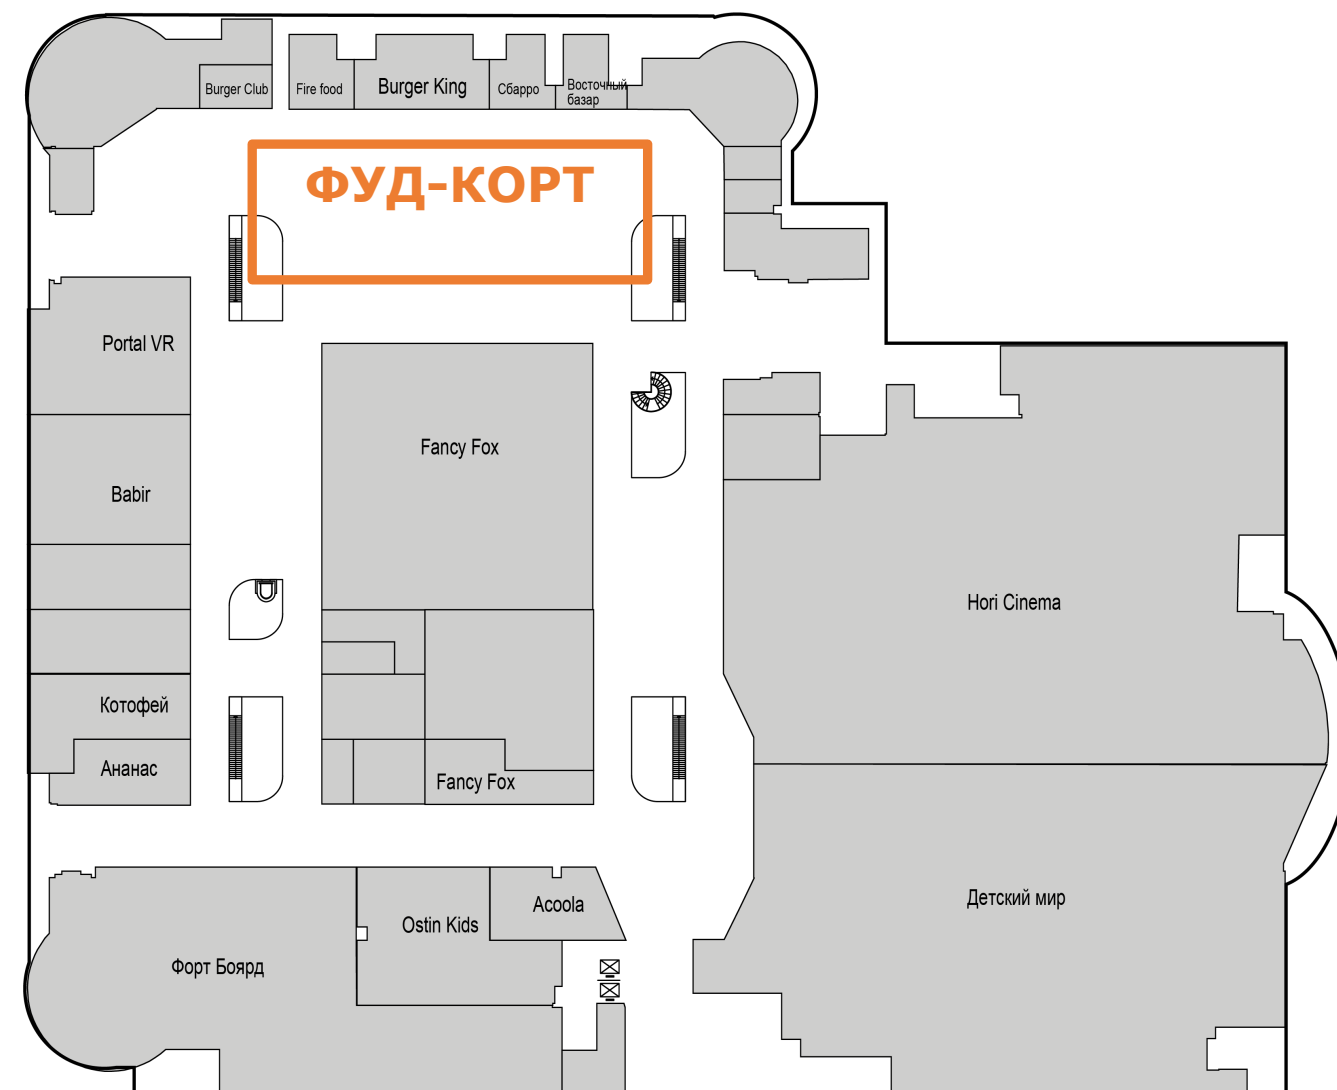 Burger Club
Fire food
Burger King
Сбарро
Восточный
базар
ФУД-КОРТ
Portal VR
Fancy Fox
Babir
Hori Cinema
Котофей
Ананас
Fancy Fox
Детский мир
Acoola
Ostin Kids
Форт Боярд